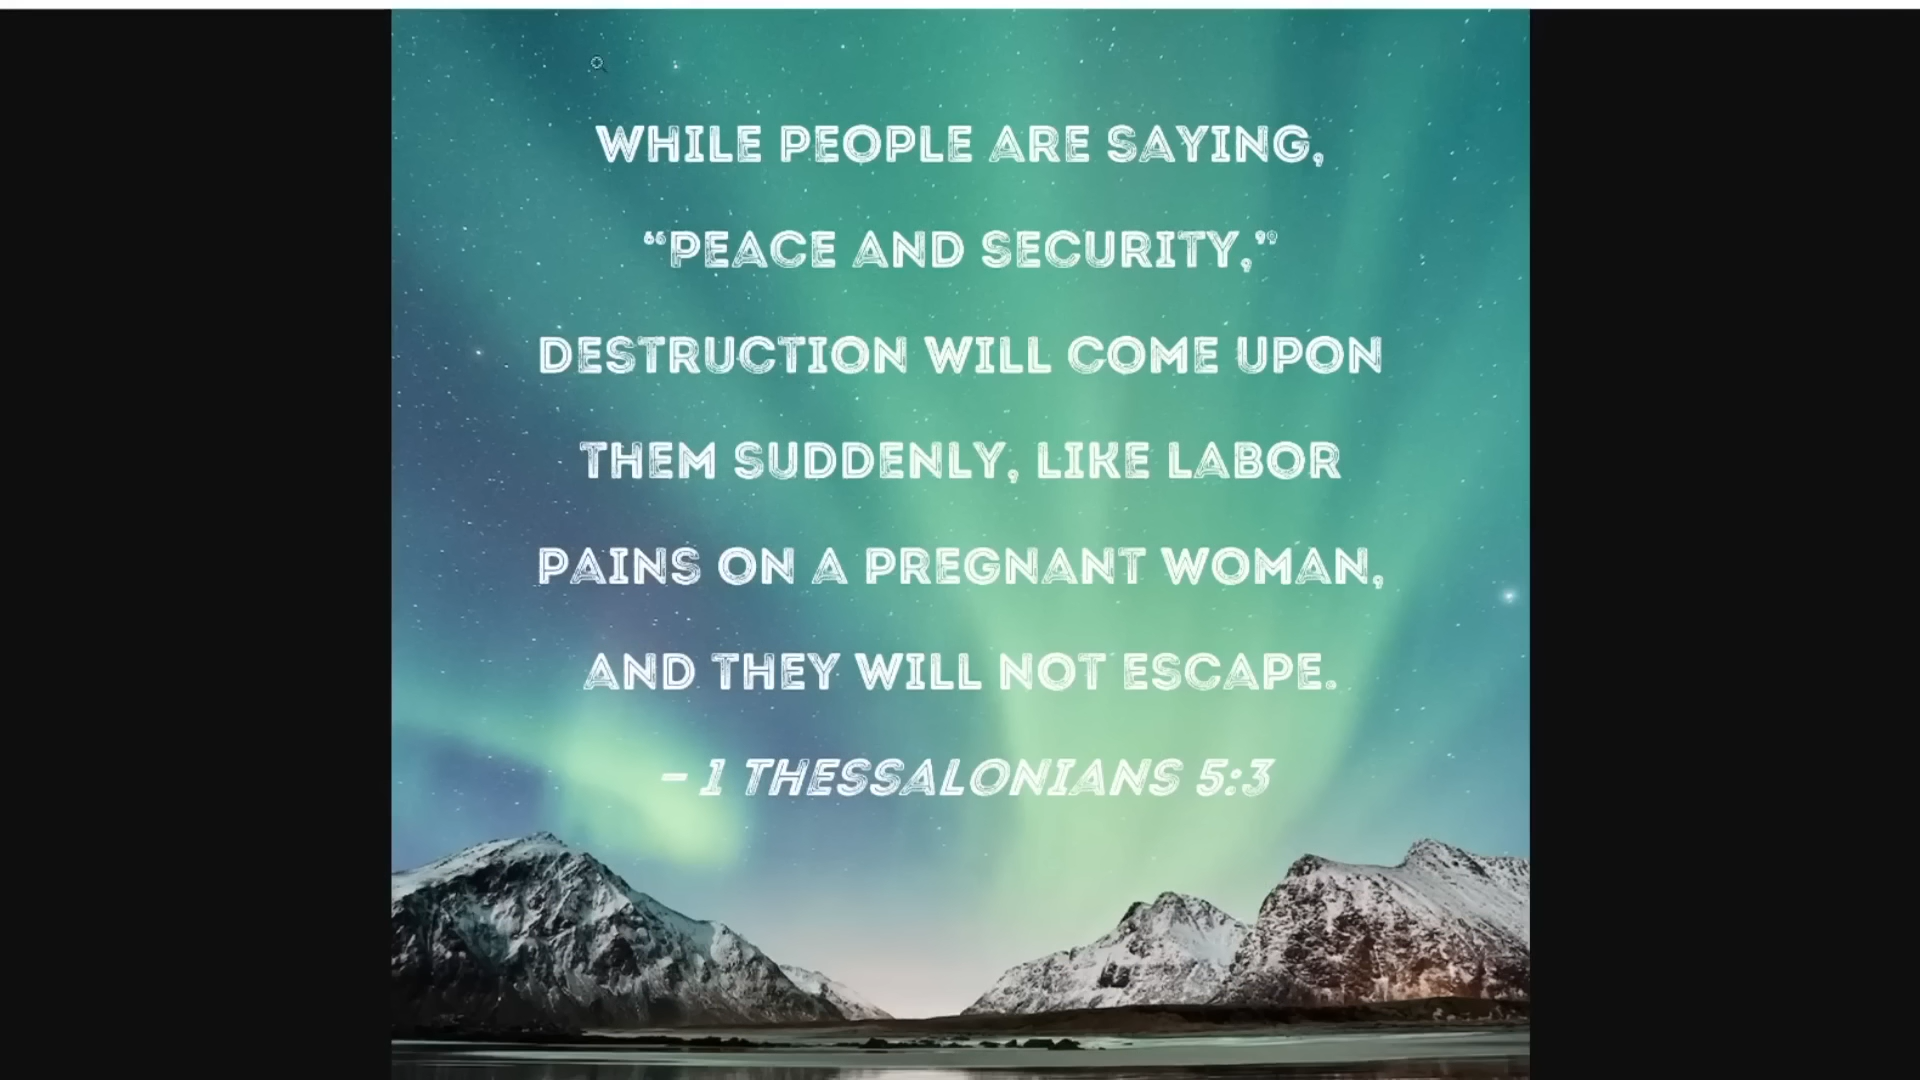 WHILE PEOPLE ARE SAYING,
“PEACE AND SECURITY,”
DESTRUCTION WILL COME UPON
THEM SUDDENLY, LIKE LABOR
PAINS ON A PREGNANT WOMAN,
AND THEY WILL NOT ESCAPE.
– 1 THESSALONIANS 5:3